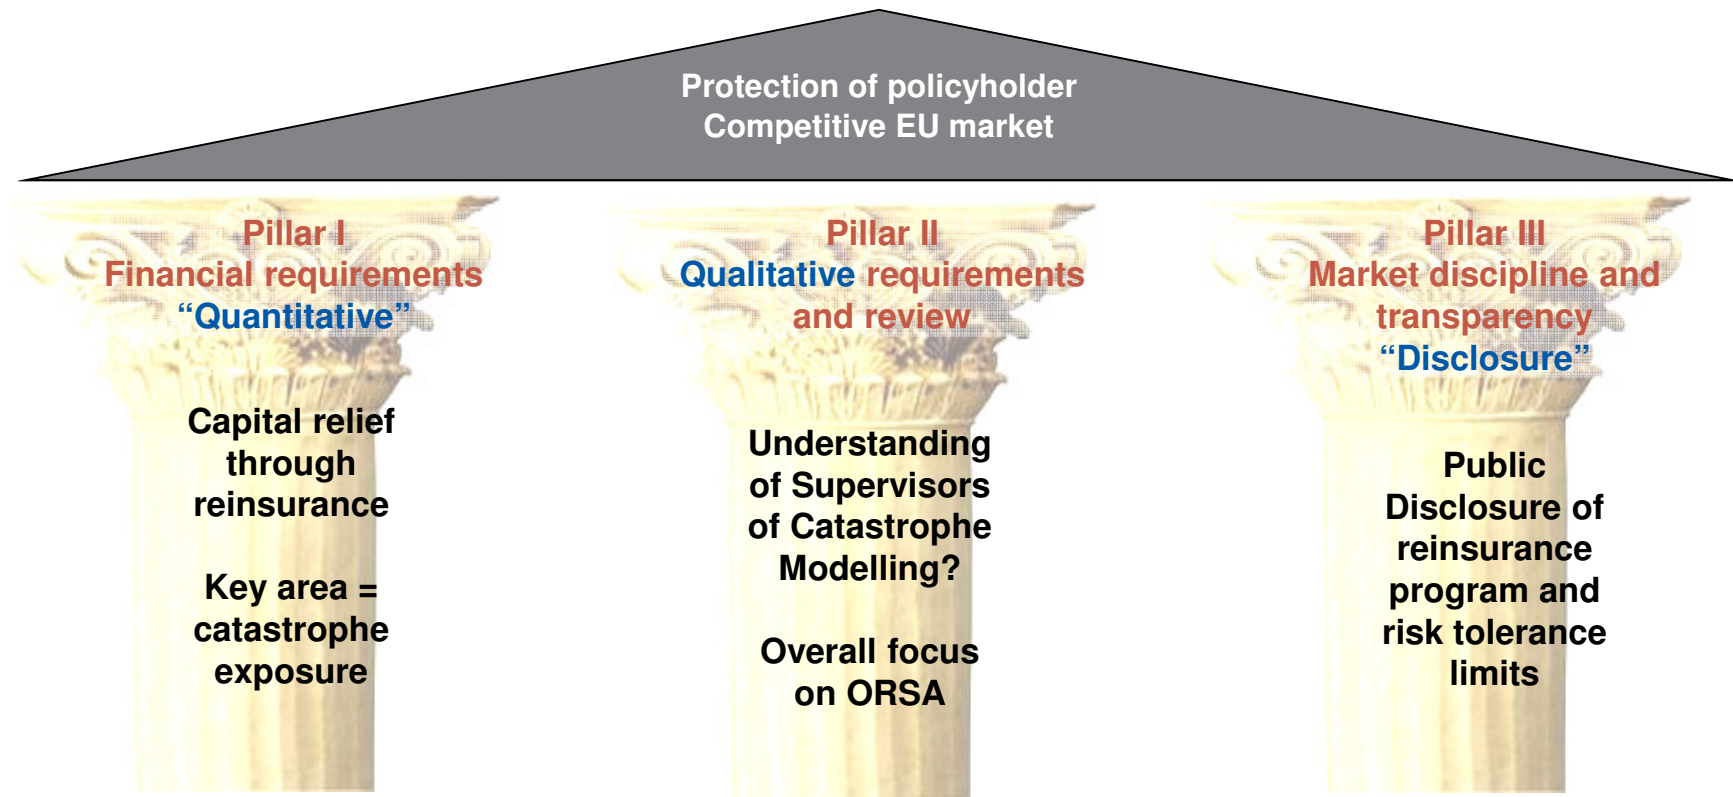 Protection of policyholder
Competitive EU market
Pillar I
Financial requirements
“Quantitative”
Capital relief
through
reinsurance
Key area =
catastrophe
exposure
Pillar II
Qualitative requirements
and review
Understanding
of Supervisors
of Catastrophe
Modelling?
Overall focus
on ORSA
Pillar III
Market discipline and
transparency
“Disclosure”
Public
Disclosure of
reinsurance
program and
risk tolerance
limits